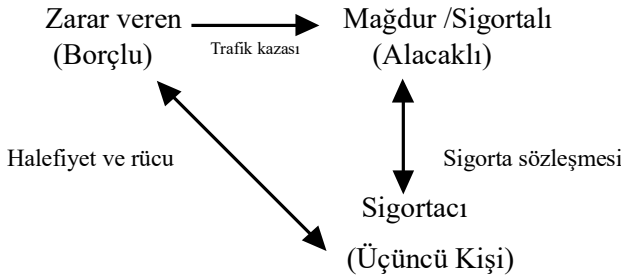 Zarar veren
(Borçlu)
Trafik kazası
Mağdur /Sigortalı
(Alacaklı)
Halefiyet ve rücu
Sigorta sözleşmesi
Sigortacı
(Üçüncü Kişi)